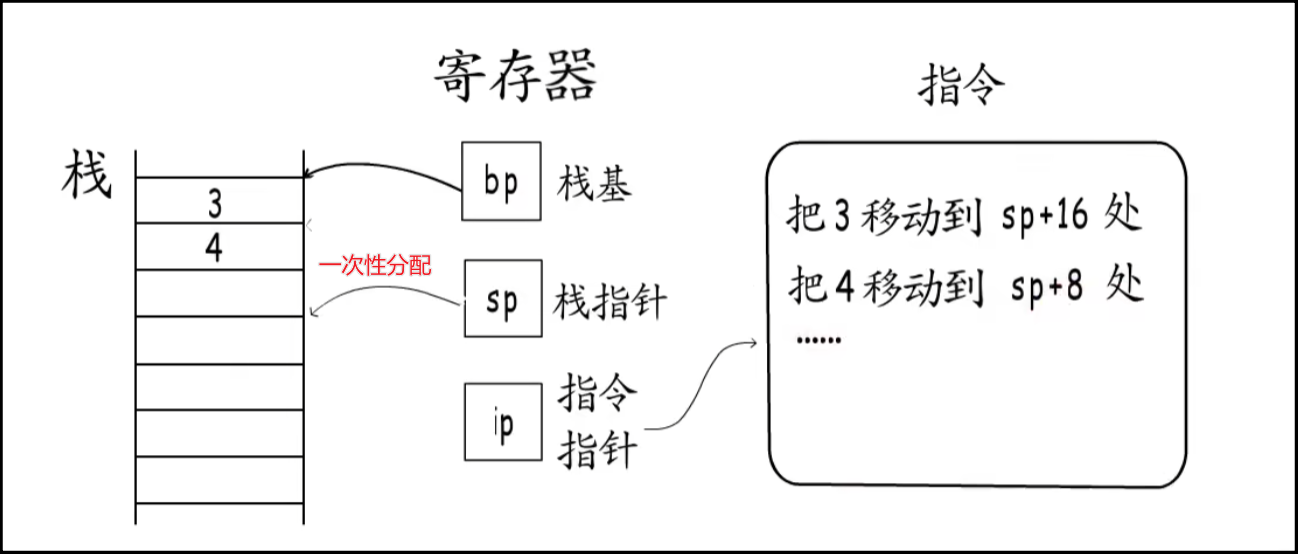 寄存器
指令
栈
bp 栈基
3
把3移动到 sp+16 处
4
一次性分配
sp 栈指针
把4移动到 sp+8 处
......
ip 指令
指针